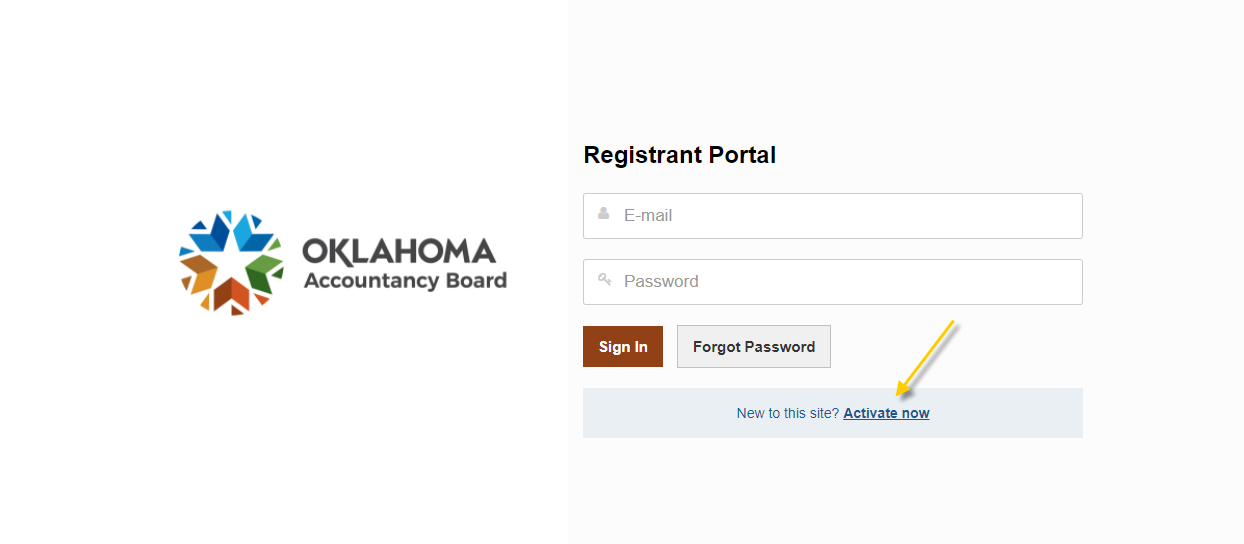 OKLAHOMA
Accountancy Board
Registrant Portal
E-mail
Password
Sign In
Forgot Password
New to this site? Activate now